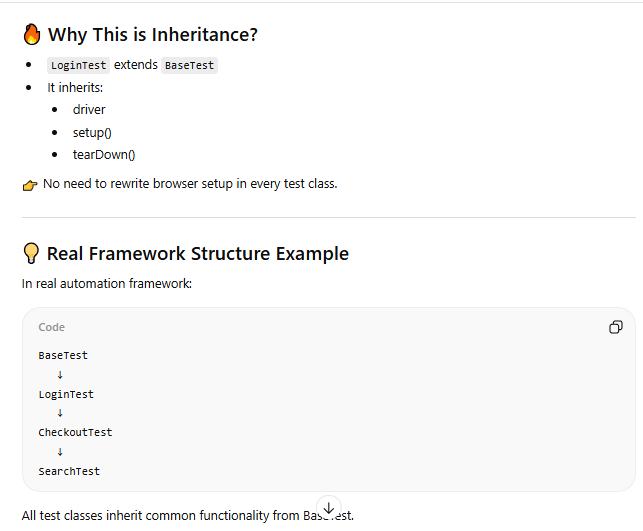 🔥 Why This is Inheritance?
• LoginTest extends BaseTest
• It inherits:
• driver
• setup()
• tearDown()
👉 No need to rewrite browser setup in every test class.
💡 Real Framework Structure Example
In real automation framework:
Code
BaseTest
↓
LoginTest
↓
CheckoutTest
↓
SearchTest
All test classes inherit common functionality from BaseTest.